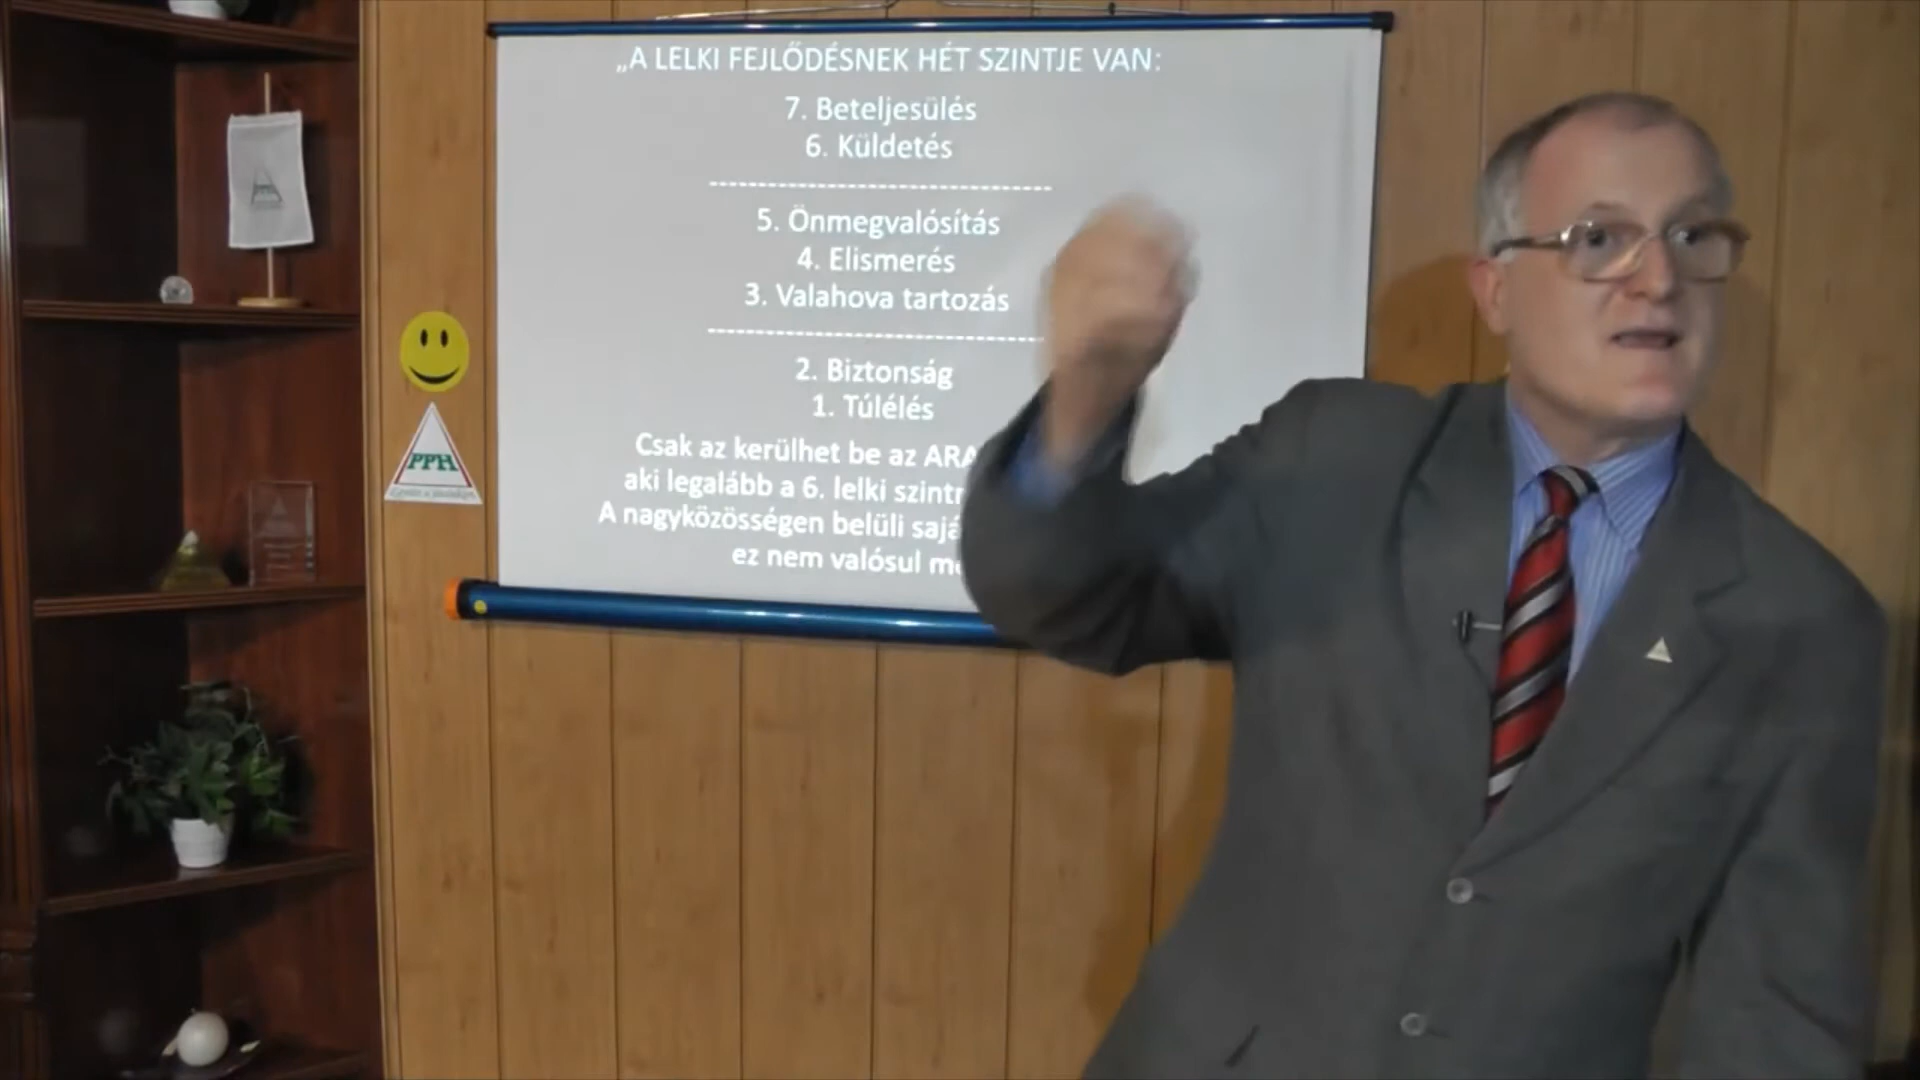 „A LELKI FEJLŐDÉSNEK HÉT SZINTJE VAN:
7. Beteljesülés
6. Küldetés
5. Önmegvalósítás
4. Elismerés
3. Valahova tartozás
2. Biztonság
1. Túlélés
Csak az kerülhet be az
aki legalább a 6. lelki
A nagyközösségen belüli
ez nem valósul
PPH